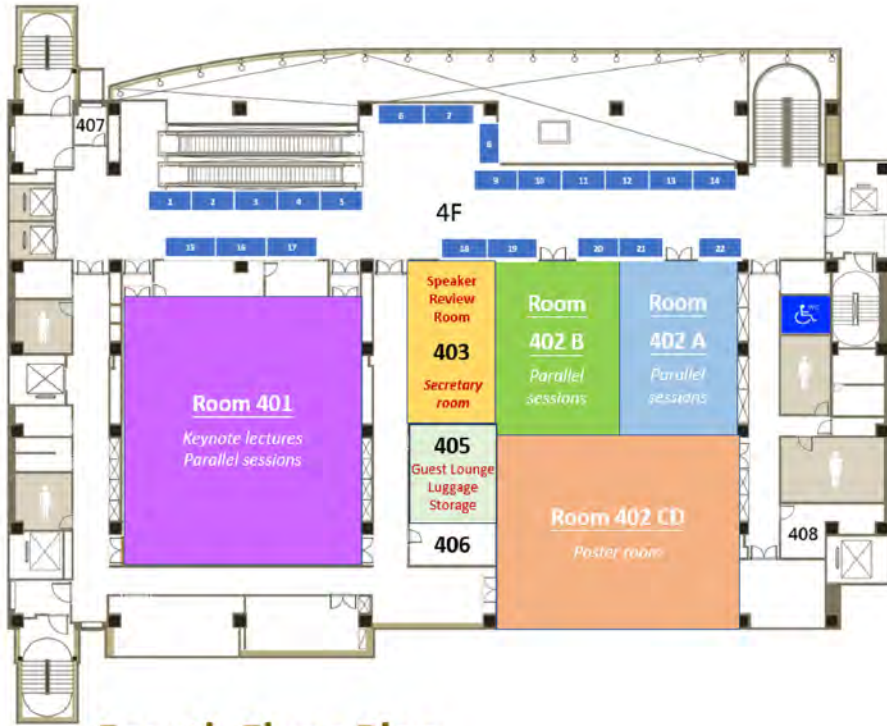 407
6 7
8
9 10 11 12 13 14
1 2 3 4 5
4F
15 16 17
18 19 20 21 22
Speaker
Review
Room
403
Secretary
room
Room
402 B
Parallel
sessions
Room
402 A
Parallel
sessions
Room 401
Keynote lectures
Parallel sessions
405
Guest Lounge
Luggage
Storage
406
Room 402 CD
Poster room
408